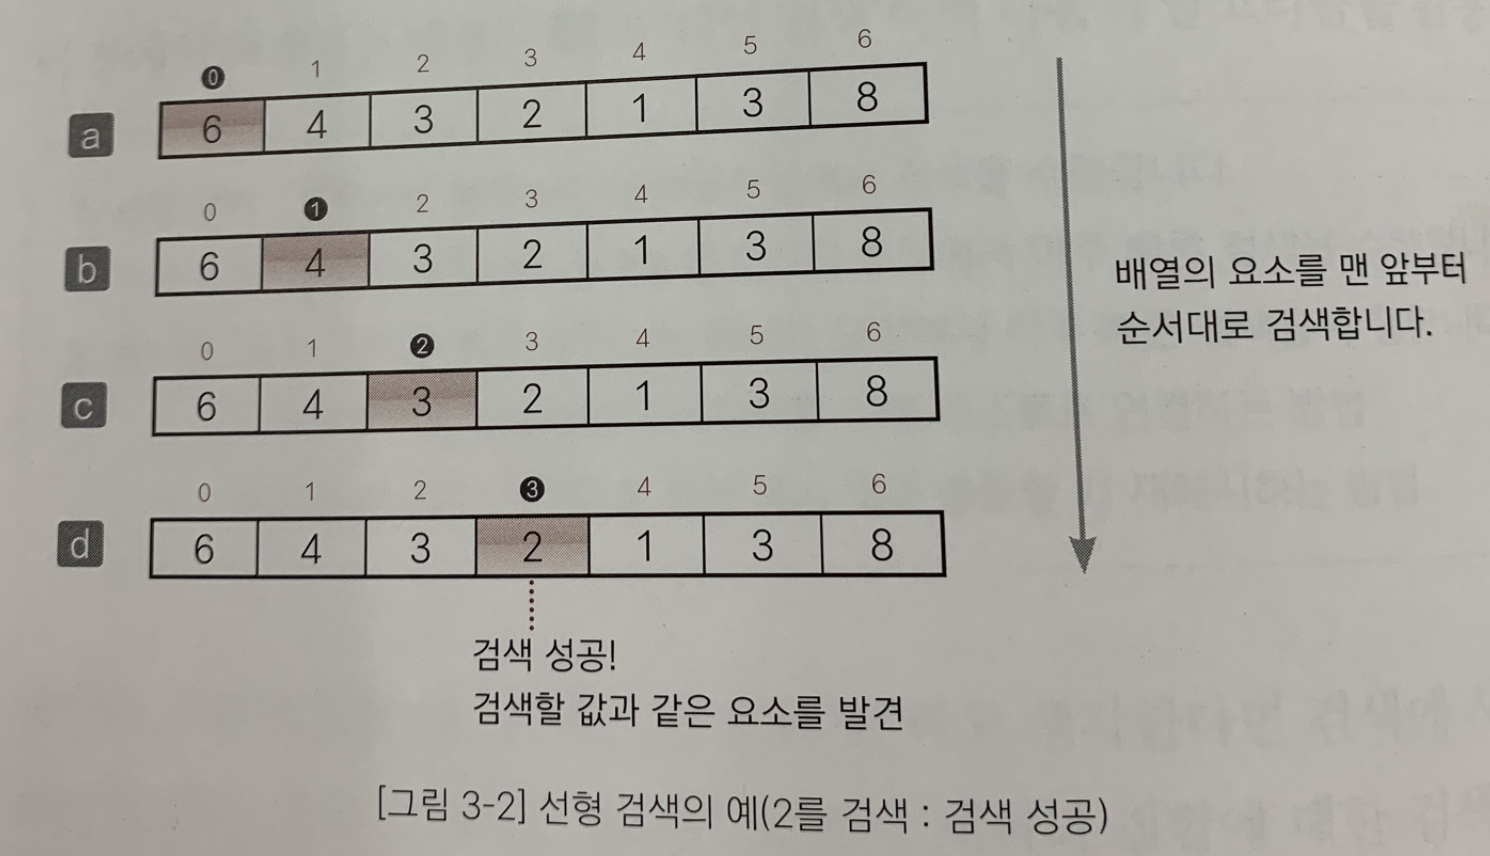 0 1 2 3 4 5 6
a 6 4 3 2 1 3 8
0 1 2 3 4 5 6
b 6 4 3 2 1 3 8
배열의 요소를 맨 앞부터
순서대로 검색합니다.
0 1 2 3 4 5 6
c 6 4 3 2 1 3 8
0 1 2 3 4 5 6
d 6 4 3 2 1 3 8
검색 성공!
검색할 값과 같은 요소를 발견
[그림 3-2] 선형 검색의 예(2를 검색 : 검색 성공)